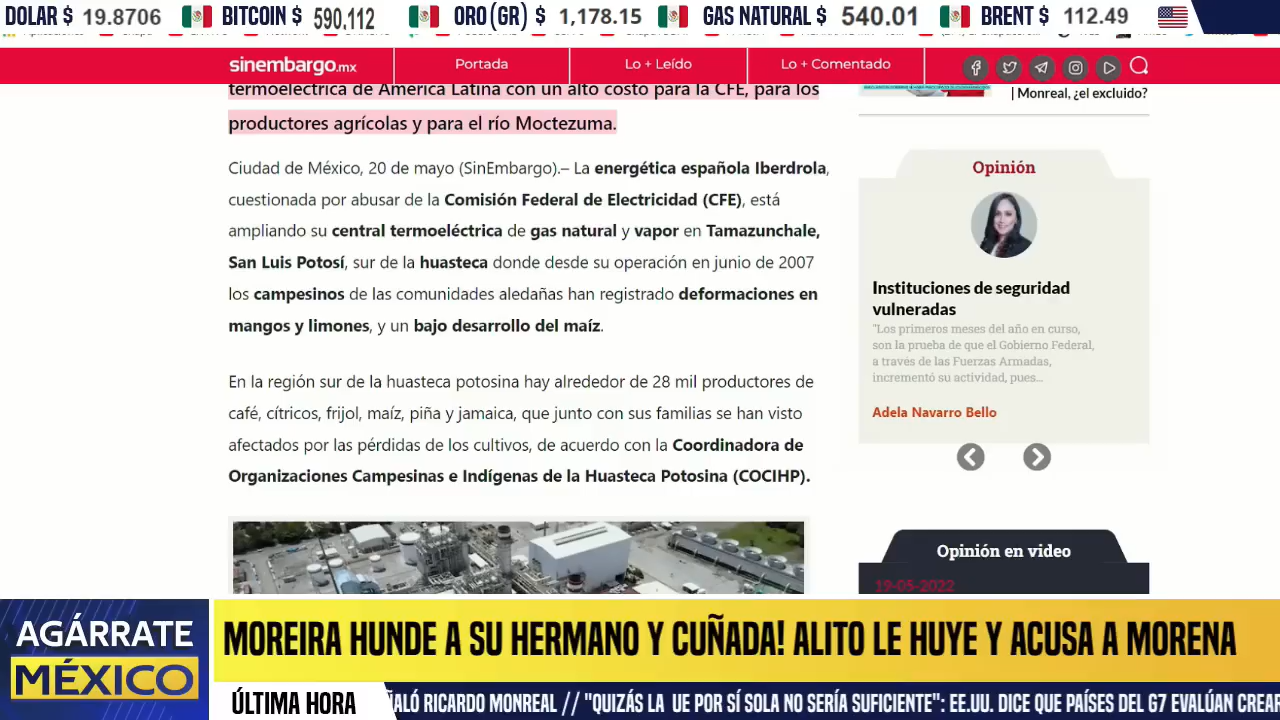 DOLAR $ 19.8706 BITCOIN $ 590.112 ORO(GR) $ 1,178.15 GAS NATURAL $ 540.01 BRENT $ 112.49
sinembargo.mx Portada Lo + Leído Lo + Comentado
termoeléctrica de América Latina con un alto costo para la CFE, para los
productores agrícolas y para el río Moctezuma.
Ciudad de México, 20 de mayo (SinEmbargo).– La energética española Iberdrola,
cuestionada por abusar de la Comisión Federal de Electricidad (CFE), está
ampliando su central termoeléctrica de gas natural y vapor en Tamazunchale,
San Luis Potosí, sur de la huasteca donde desde su operación en junio de 2007
los campesinos de las comunidades aledañas han registrado deformaciones en
mangos y limones, y un bajo desarrollo del maíz.
En la región sur de la huasteca potosina hay alrededor de 28 mil productores de
café, cítricos, frijol, maíz, piña y jamaica, que junto con sus familias se han visto
afectados por las pérdidas de los cultivos, de acuerdo con la Coordinadora de
Organizaciones Campesinas e Indígenas de la Huasteca Potosina (COCIHP).
| Monreal, ¿el excluido?
Opinión
Instituciones de seguridad
vulneradas
"Los primeros meses del año en curso,
son la prueba de que el Gobierno Federal,
a través de las Fuerzas Armadas,
incrementó su actividad, pues...
Adela Navarro Bello
Opinión en video
19-05-2022
AGÁRRATE
MÉXICO
MOREIRA HUNDE A SU HERMANO Y CUÑADA! ALITO LE HUYE Y ACUSA A MORENA
ÚLTIMA HORA
ALÓ RICARDO MONREAL // "QUIZÁS LA UE POR SÍ SOLA NO SERÍA SUFICIENTE": EE.UU. DICE QUE PAÍSES DEL G7 EVALÚAN CREAR